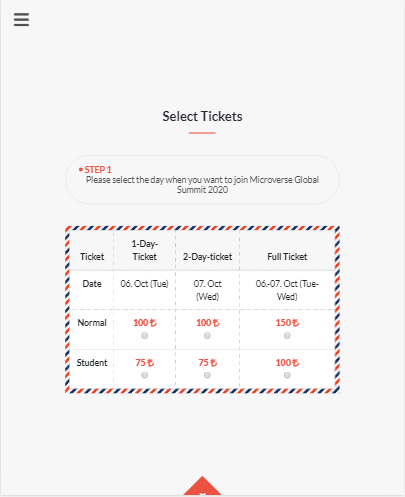 Select Tickets
• STEP 1
Please select the day when you want to join Microverse Global
Summit 2020
Ticket 1-Day-Ticket 2-Day-ticket Full Ticket
Date 06. Oct (Tue) 07. Oct (Wed) 06.-07. Oct (Tue-Wed)
Normal 100 ₺ 100 ₺ 150 ₺
Student 75 ₺ 75 ₺ 100 ₺